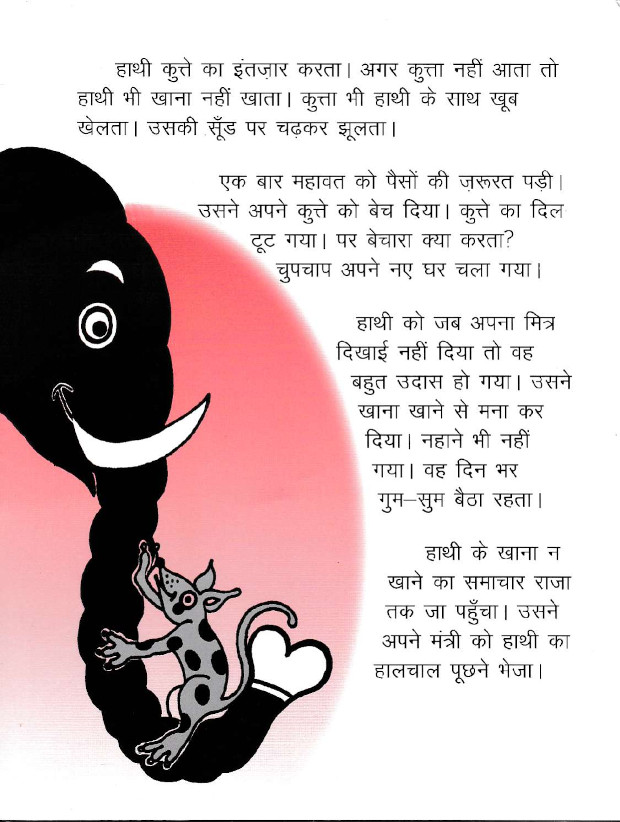 हाथी कुत्ते का इंतज़ार करता। अगर कुत्ता नहीं आता तो
हाथी भी खाना नहीं खाता। कुत्ता भी हाथी के साथ खूब
खेलता। उसकी सूँड पर चढ़कर झूलता।
एक बार महावत को पैसों की ज़रूरत पड़ी।
उसने अपने कुत्ते को बेच दिया। कुत्ते का दिल
टूट गया। पर बेचारा क्या करता?
चुपचाप अपने नए घर चला गया।
हाथी को जब अपना मित्र
दिखाई नहीं दिया तो वह
बहुत उदास हो गया। उसने
खाना खाने से मना कर
दिया। नहाने भी नहीं
गया। वह दिन भर
गुम–सुम बैठा रहता।
हाथी के खाना न
खाने का समाचार राजा
तक जा पहुँचा। उसने
अपने मंत्री को हाथी का
हालचाल पूछने भेजा।